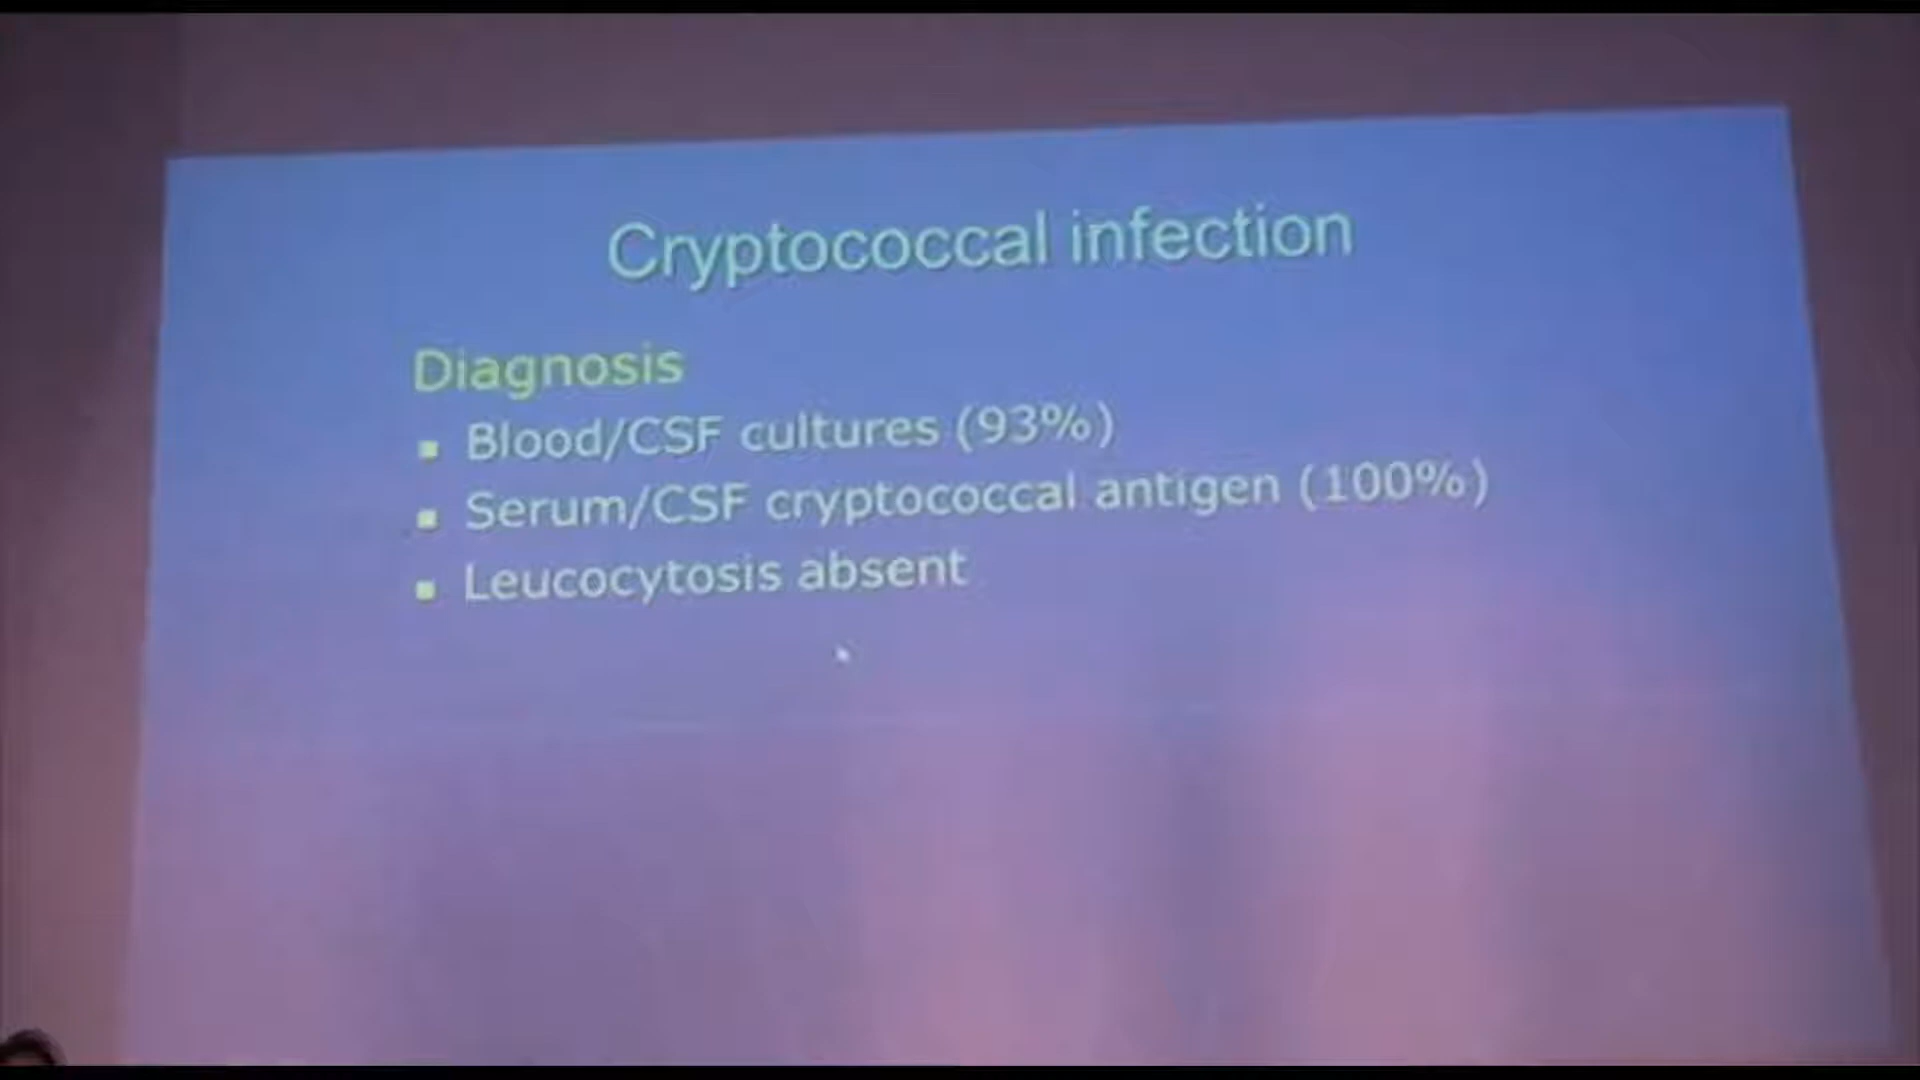 Cryptococcal infection
Diagnosis
▪ Blood/CSF cultures (93%)
▪ Serum/CSF cryptococcal antigen (100%)
▪ Leucocytosis absent